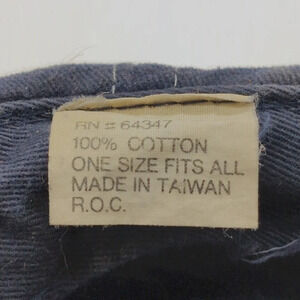 RN # 64347
100% COTTON
ONE SIZE FITS ALL
MADE IN TAIWAN
R.O.C.